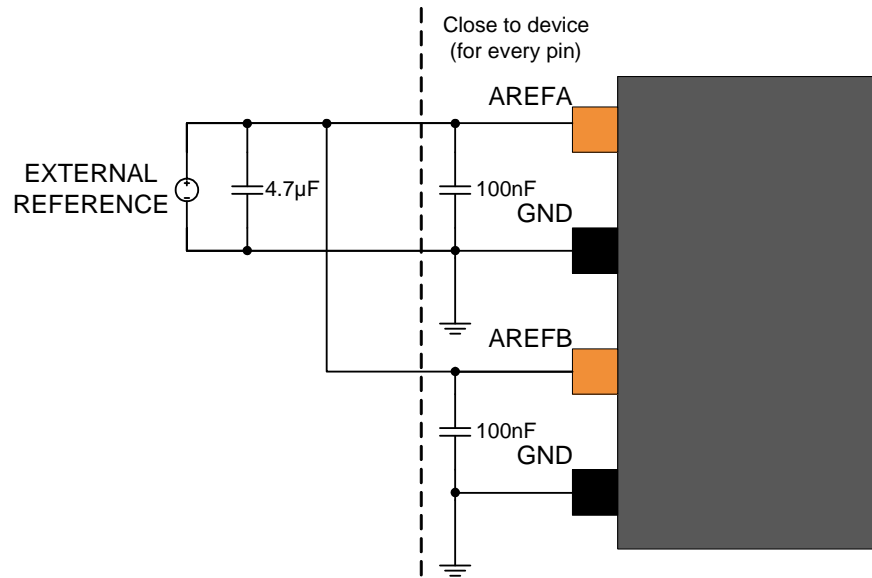 Close to device
(for every pin)
AREFA
EXTERNAL
REFERENCE
+
-
4.7µF
100nF
GND
AREFB
100nF
GND